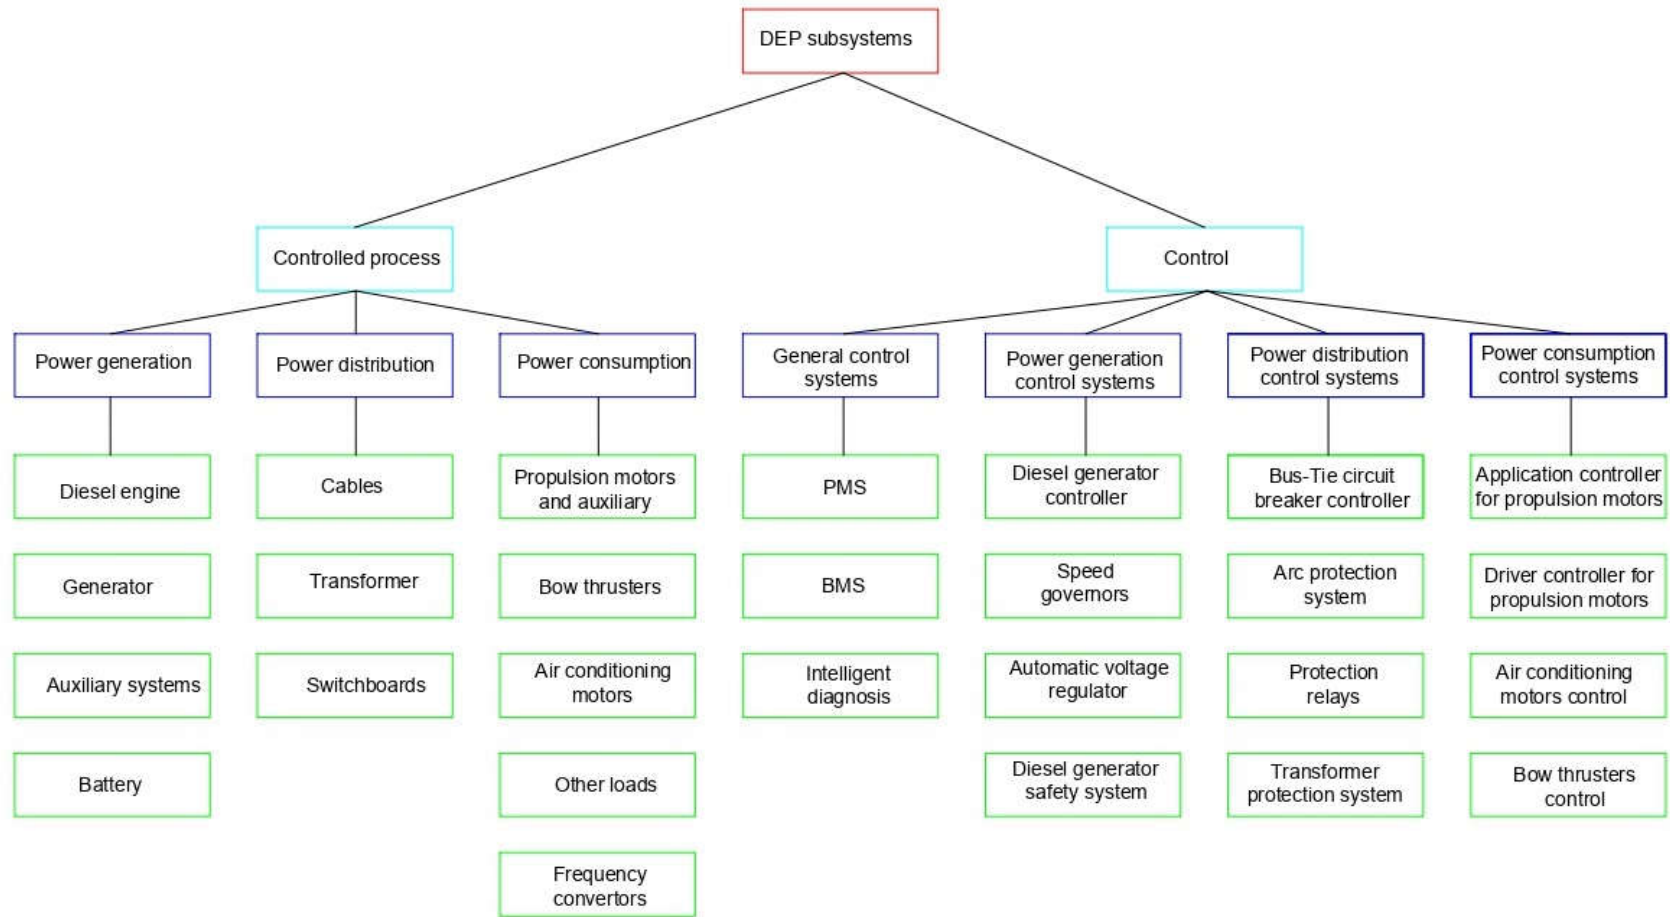 DEP subsystems
Controlled process
Control
Power generation
Power distribution
Power consumption
General control
systems
Power generation
control systems
Power distribution
control systems
Power consumption
control systems
Diesel engine
Cables
Propulsion motors
and auxiliary
PMS
Diesel generator
controller
Bus-Tie circuit
breaker controller
Application controller
for propulsion motors
Generator
Transformer
Bow thrusters
BMS
Speed
governors
Arc protection
system
Driver controller for
propulsion motors
Auxiliary systems
Switchboards
Air conditioning
motors
Intelligent
diagnosis
Automatic voltage
regulator
Protection
relays
Air conditioning
motors control
Battery
Other loads
Diesel generator
safety system
Transformer
protection system
Bow thrusters
control
Frequency
convertors